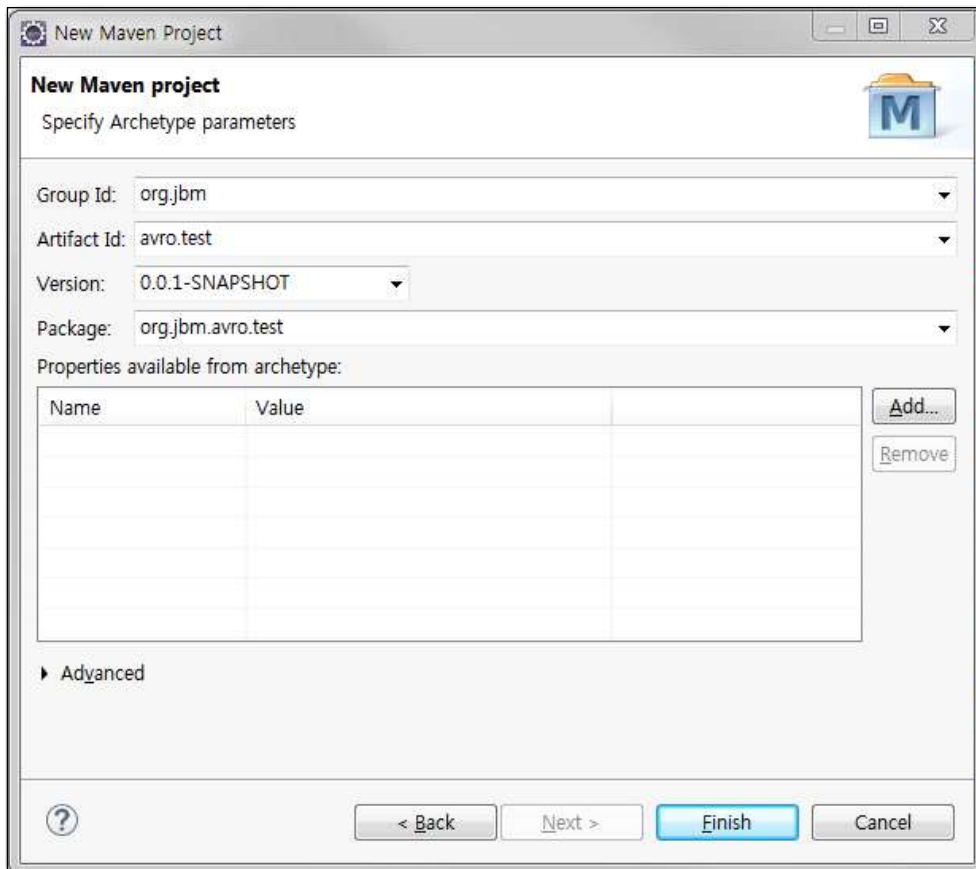 New Maven Project
New Maven project
Specify Archetype parameters
M
Group Id: org.jbm
Artifact Id: avro.test
Version: 0.0.1-SNAPSHOT
Package: org.jbm.avro.test
Properties available from archetype:
Name Value
Add...
Remove
Advanced
?
< Back Next > Finish Cancel